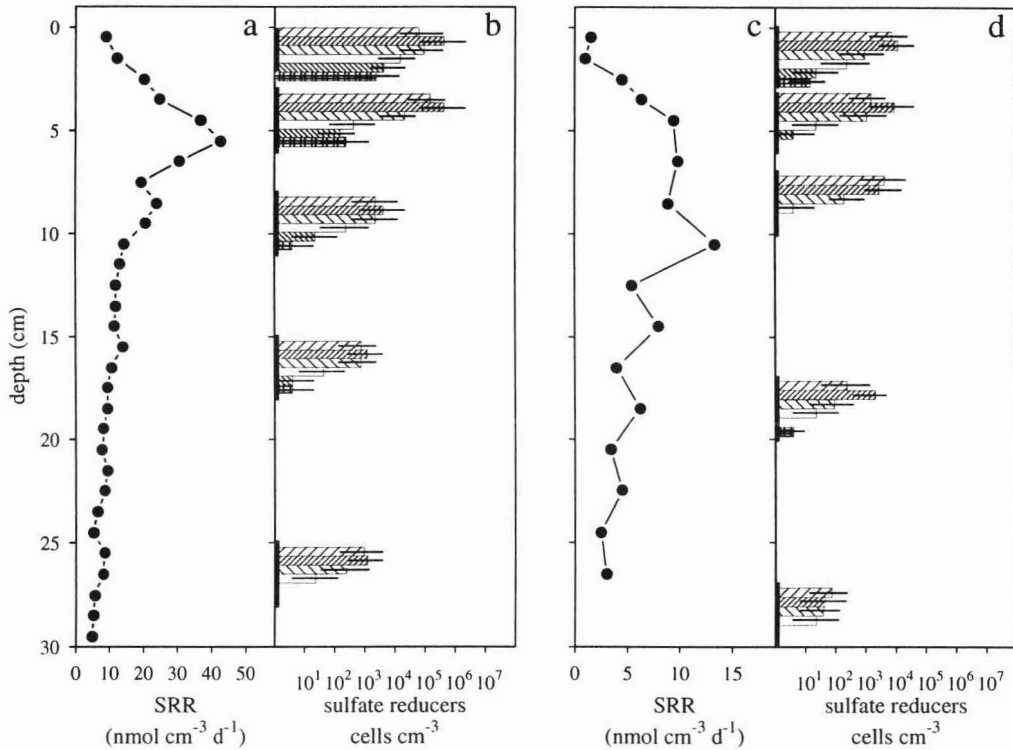 a
b
c
d
0
5
10
15
20
25
30
depth (cm)
0 10 20 30 40 50
SRR
(nmol cm⁻³ d⁻¹)
10¹ 10² 10³ 10⁴ 10⁵ 10⁶ 10⁷
sulfate reducers
cells cm⁻³
0 5 10 15
SRR
(nmol cm⁻³ d⁻¹)
10¹ 10² 10³ 10⁴ 10⁵ 10⁶ 10⁷
sulfate reducers
cells cm⁻³